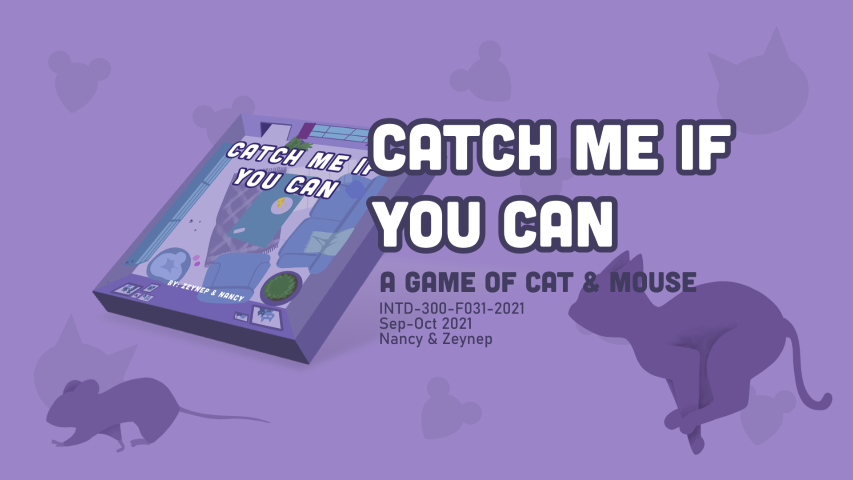 CATCH ME IF
YOU CAN
BY: ZEYNEP & NANCY
CATCH ME IF
YOU CAN
A GAME OF CAT & MOUSE
INTD-300-F031-2021
Sep-Oct 2021
Nancy & Zeynep